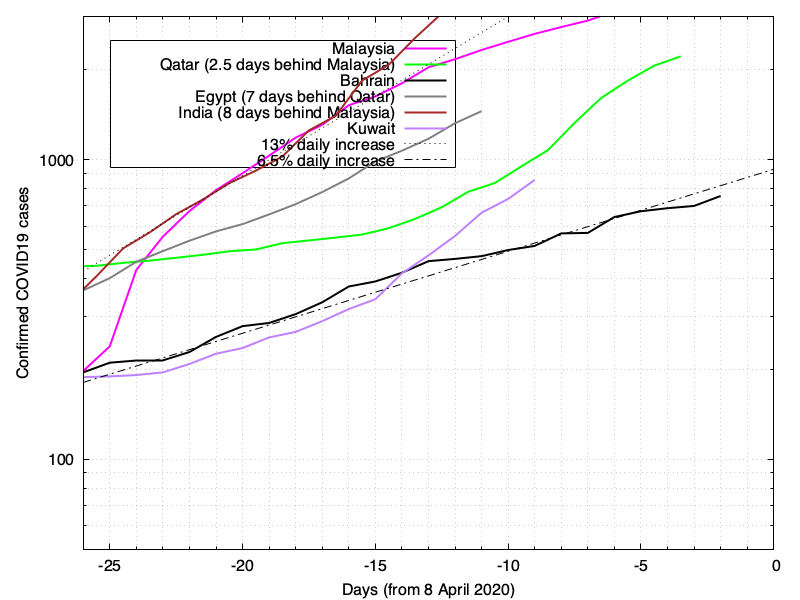 Malaysia
Qatar (2.5 days behind Malaysia)
Bahrain
Egypt (7 days behind Qatar)
India (8 days behind Malaysia)
Kuwait
13% daily increase
6.5% daily increase
1000
100
Confirmed COVID19 cases
-25 -20 -15 -10 -5 0
Days (from 8 April 2020)